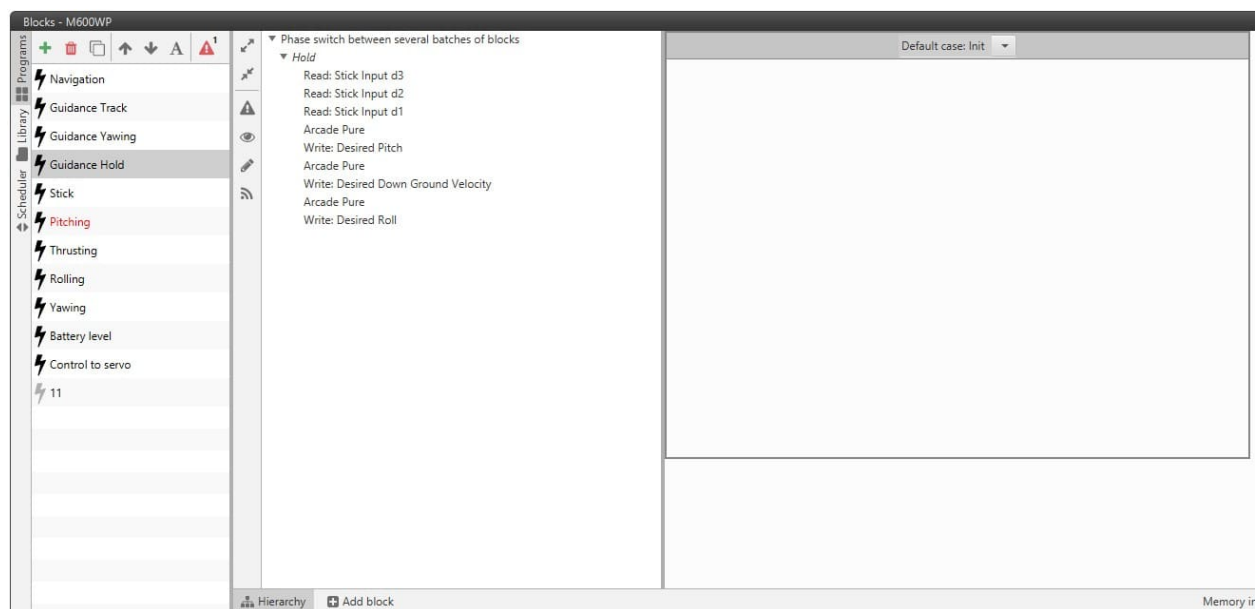 Blocks - M600WP
Programs
Library
Scheduler
A
1
Navigation
Guidance Track
Guidance Yawing
Guidance Hold
Stick
Pitching
Thrusting
Rolling
Yawing
Battery level
Control to servo
11
Phase switch between several batches of blocks
Hold
Read: Stick Input d3
Read: Stick Input d2
Read: Stick Input d1
Arcade Pure
Write: Desired Pitch
Arcade Pure
Write: Desired Down Ground Velocity
Arcade Pure
Write: Desired Roll
Default case: Init
Hierarchy
Add block
Memory in